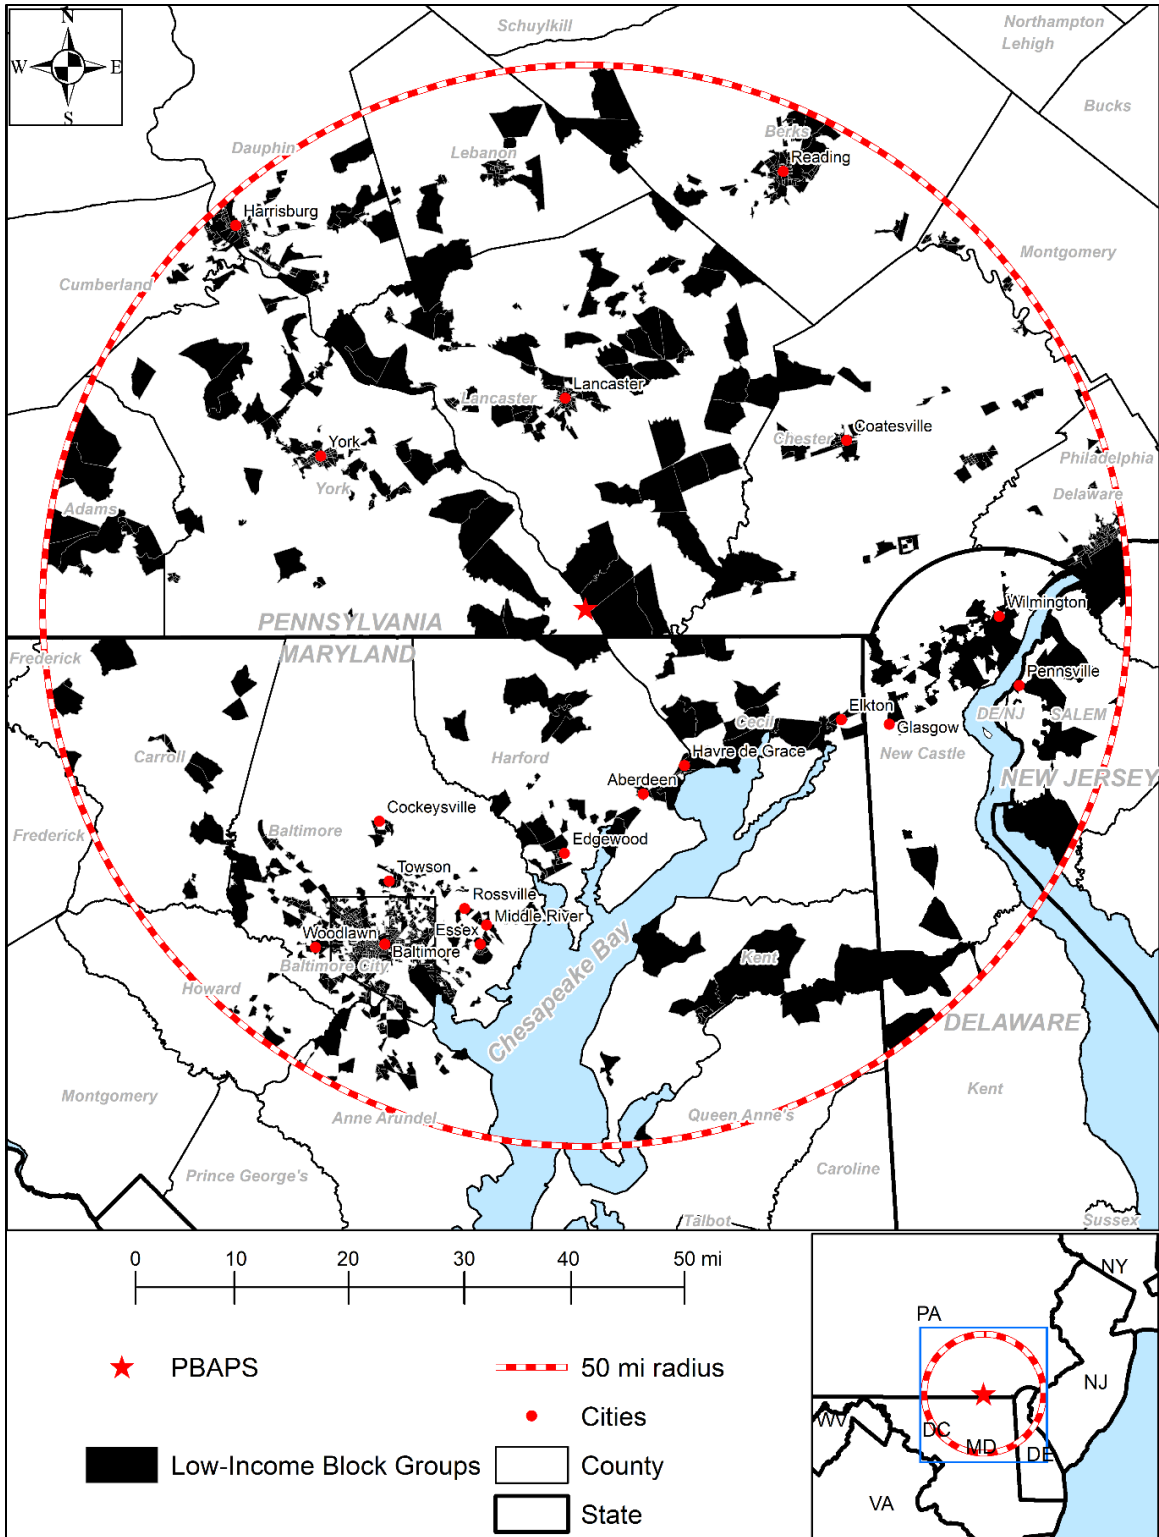 N
W E
S
Schuylkill
Northampton
Lehigh
Bucks
Dauphin
Lebanon
Berks
Reading
Harrisburg
Cumberland
Montgomery
Lancaster
Lancaster
Coatesville
Chester
York
York
Philadelphia
Delaware
Adams
PENNSYLVANIA
MARYLAND
Wilmington
Frederick
Pennsville
Elkton
DE/NJ
SALEM
Cecil
Glasgow
New Castle
Carroll
Harford
Havre de Grace
NEW JERSEY
Aberdeen
Cockeysville
Baltimore
Frederick
Edgewood
Towson
Rossville
Middle River
Woodlawn
Essex
Baltimore
Baltimore City
Kent
Howard
Chesapeake Bay
DELAWARE
Montgomery
Kent
Anne Arundel
Queen Anne's
Prince George's
Caroline
Talbot
Sussex
0 10 20 30 40 50 mi
PBAPS
50 mi radius
Cities
Low-Income Block Groups
County
State
NY
PA
NJ
WV
DC
MD
DE
VA